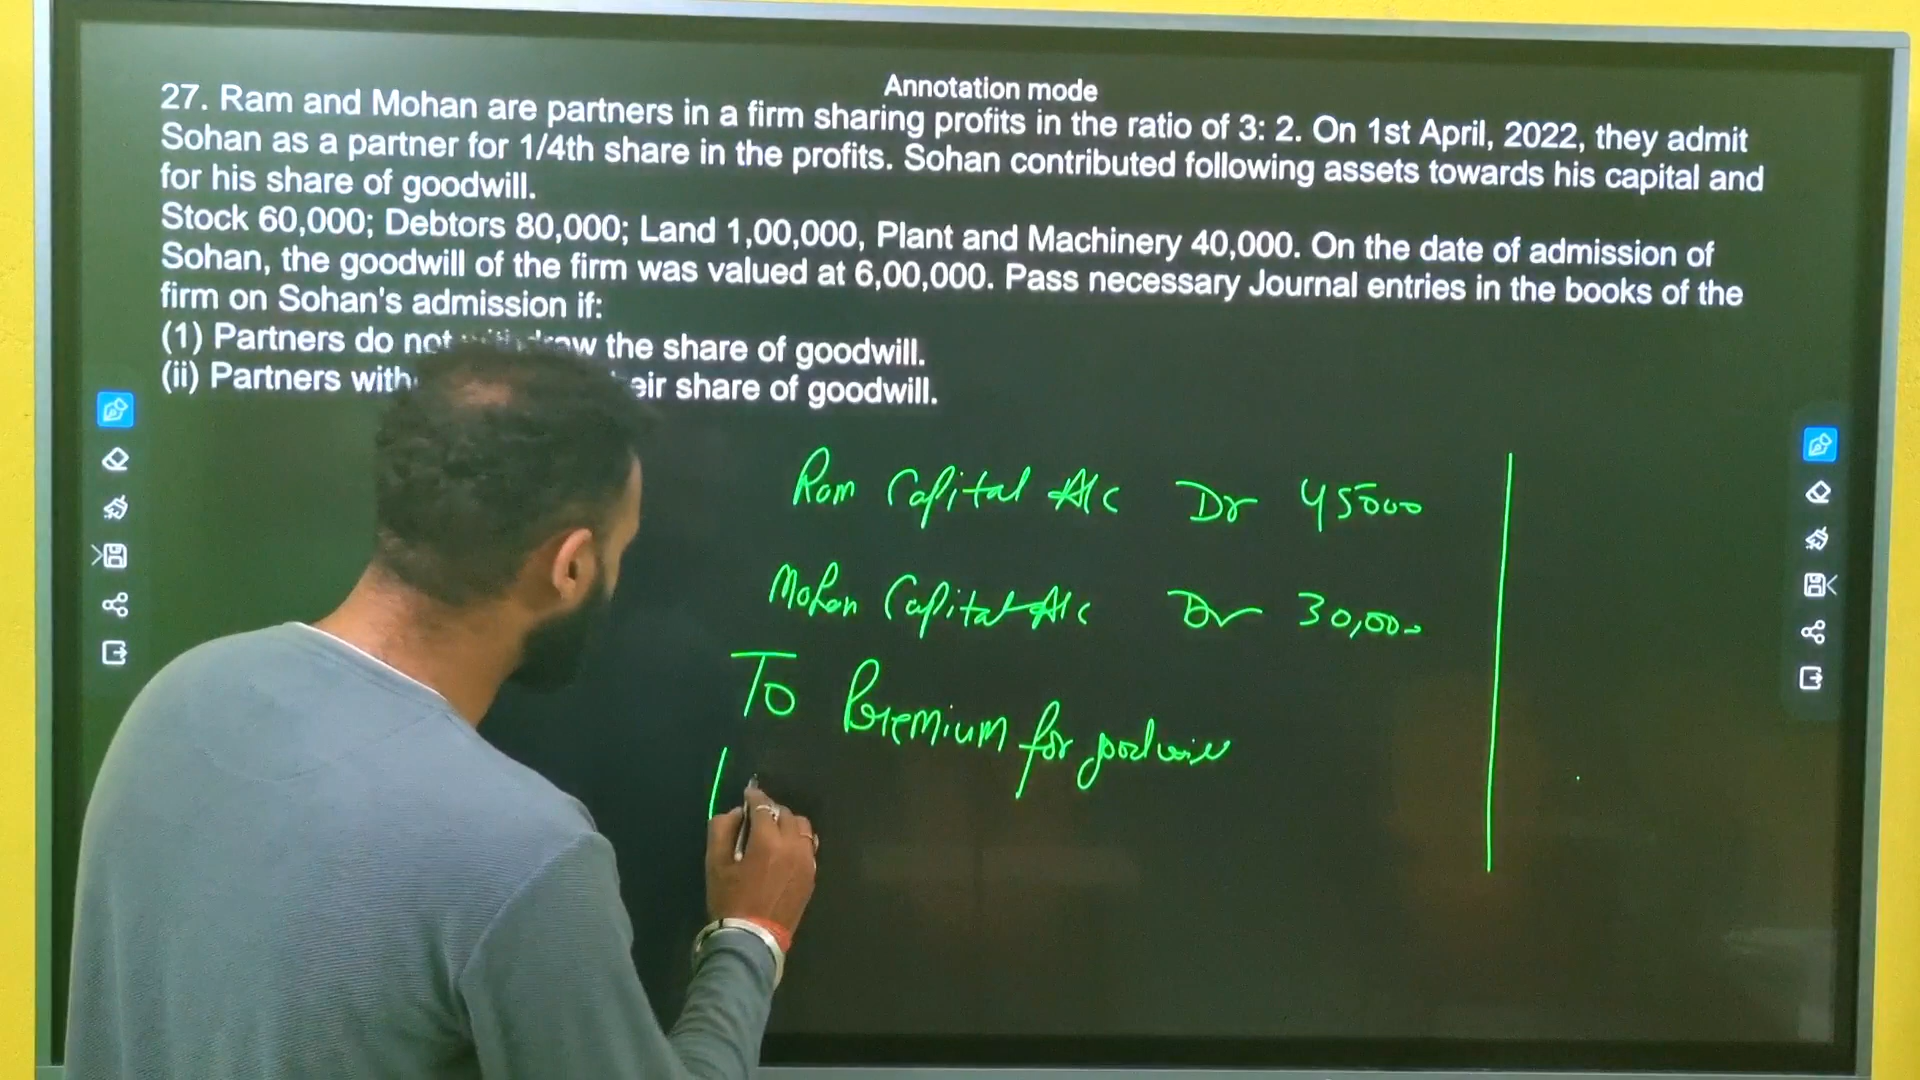 Annotation mode
27. Ram and Mohan are partners in a firm sharing profits in the ratio of 3: 2. On 1st April, 2022, they admit
Sohan as a partner for 1/4th share in the profits. Sohan contributed following assets towards his capital and
for his share of goodwill.
Stock 60,000; Debtors 80,000; Land 1,00,000, Plant and Machinery 40,000. On the date of admission of
Sohan, the goodwill of the firm was valued at 6,00,000. Pass necessary Journal entries in the books of the
firm on Sohan's admission if:
(1) Partners do not the share of goodwill.
(ii) Partners share of goodwill.
Ram Capital A/c Dr 45000
Mohan Capital A/c Dr 30,000
To Premium for goodwill